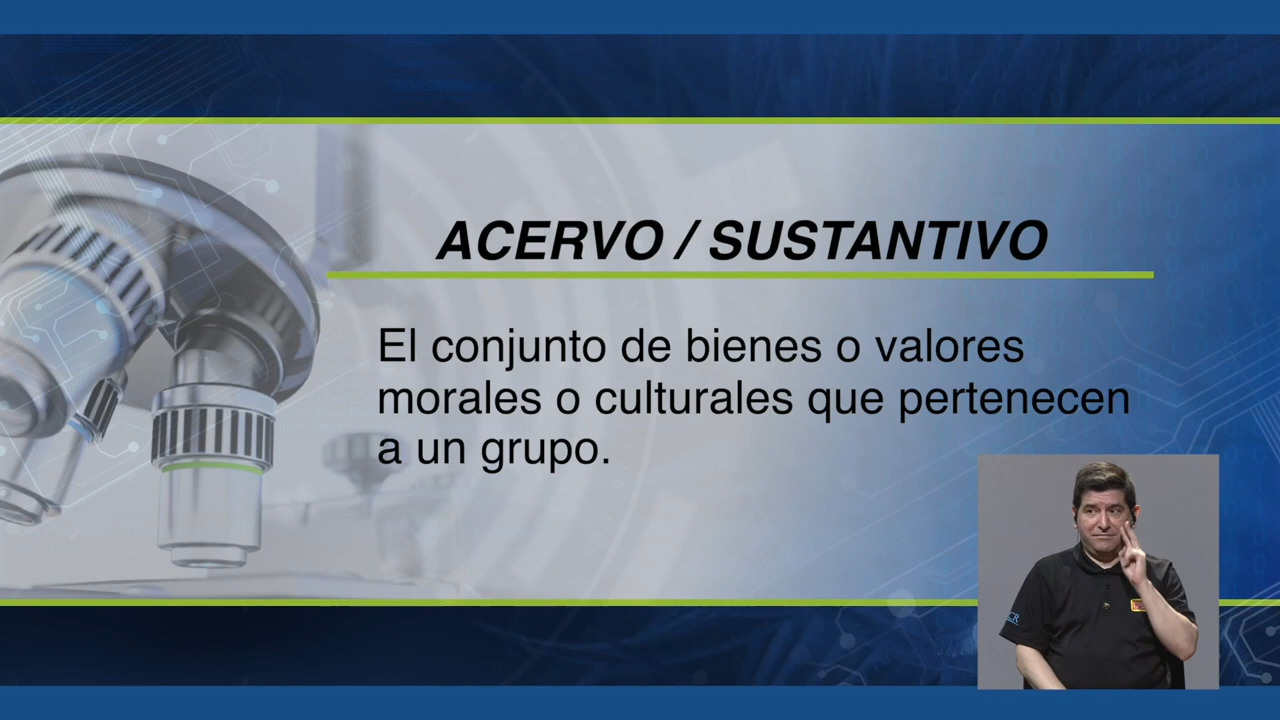 ACERVO / SUSTANTIVO
El conjunto de bienes o valores
morales o culturales que pertenecen
a un grupo.